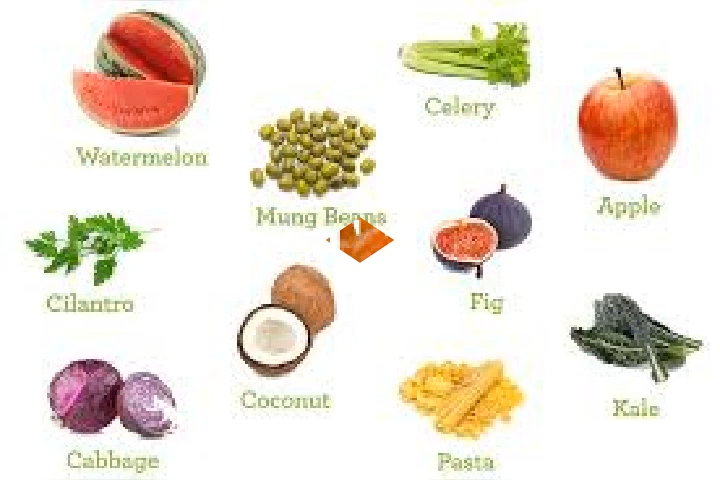 Celery
Watermelon
Apple
Mung Beans
Cilantro
Fig
Coconut
Kale
Cabbage
Pasta